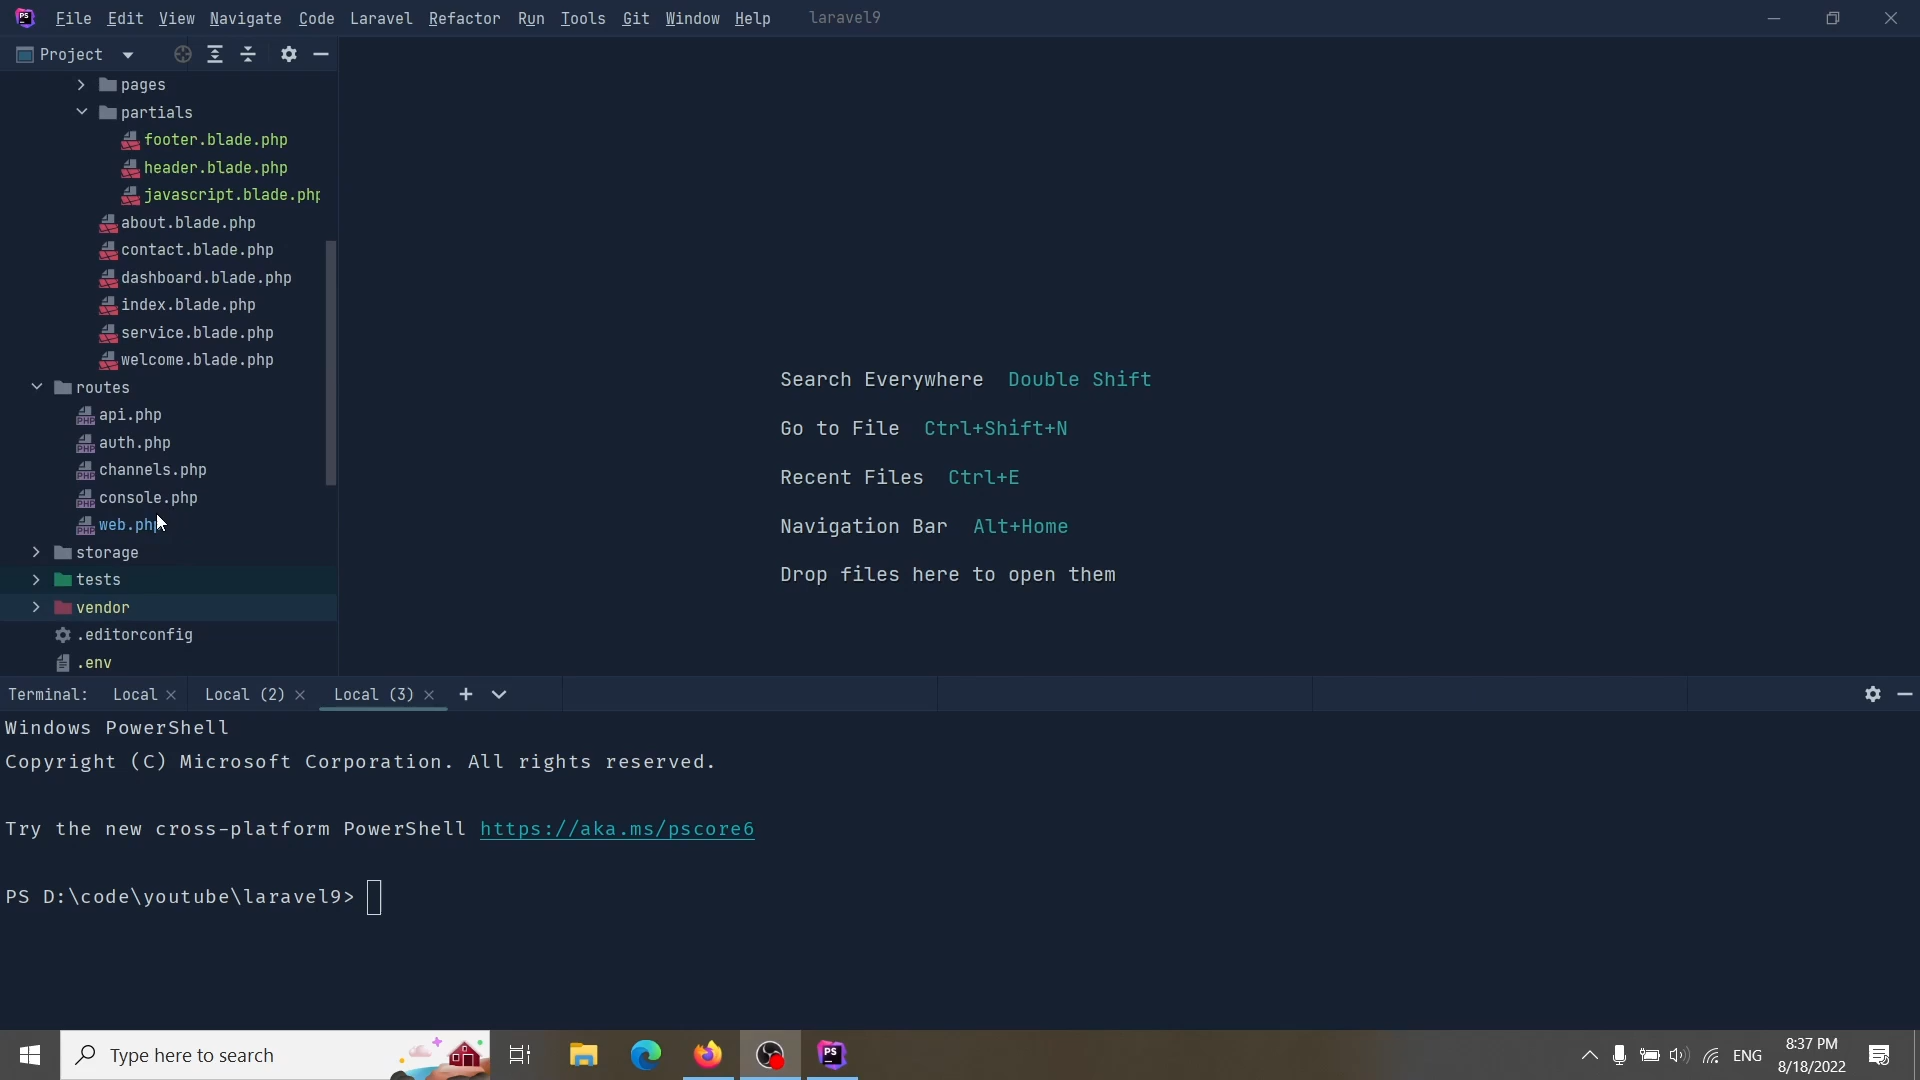 PS File Edit View Navigate Code Laravel Refactor Run Tools Git Window Help laravel9
Project
pages
partials
footer.blade.php
header.blade.php
javascript.blade.php
about.blade.php
contact.blade.php
dashboard.blade.php
index.blade.php
service.blade.php
welcome.blade.php
routes
api.php
auth.php
channels.php
console.php
web.php
storage
tests
vendor
.editorconfig
.env
Search Everywhere Double Shift
Go to File Ctrl+Shift+N
Recent Files Ctrl+E
Navigation Bar Alt+Home
Drop files here to open them
Terminal: Local Local (2) Local (3)
Windows PowerShell
Copyright (C) Microsoft Corporation. All rights reserved.
Try the new cross-platform PowerShell https://aka.ms/pscore6
PS D:\code\youtube\laravel9>
Type here to search
PS
ENG
8:37 PM
8/18/2022